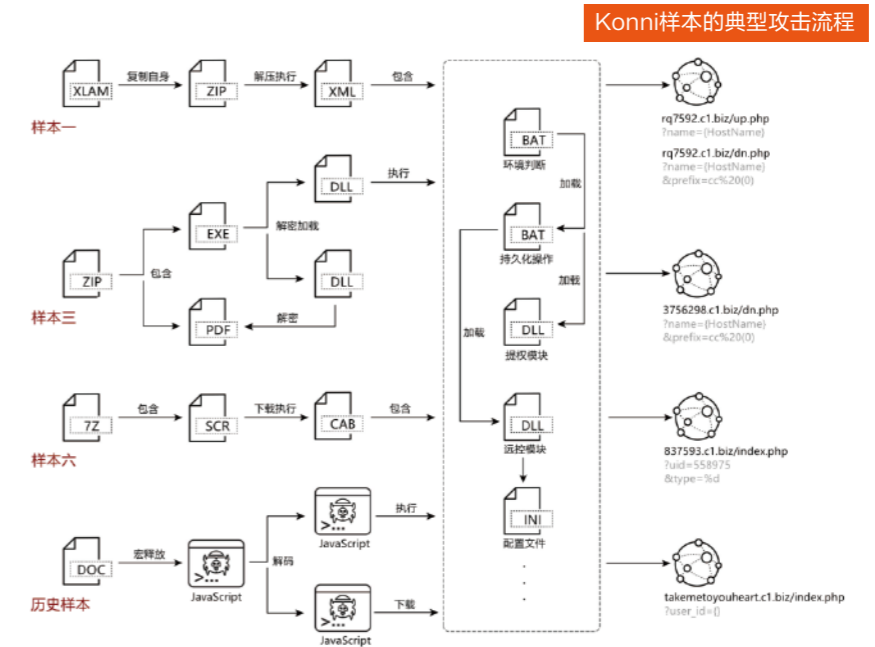 Konni样本的典型攻击流程
XLAM
复制自身
ZIP
解压执行
XML
包含
样本一
ZIP
包含
EXE
解密加载
DLL
执行
DLL
解密
PDF
样本三
7Z
包含
SCR
下载执行
CAB
包含
样本六
DOC
宏释放
>...
JavaScript
解码
>...
JavaScript
执行
>...
JavaScript
下载
历史样本
BAT
环境判断
加载
BAT
持久化操作
加载
加载
DLL
提权模块
DLL
远控模块
INI
配置文件
.
.
.
rq7592.c1.biz/up.php
?name={HostName}
rq7592.c1.biz/dn.php
?name={HostName}
&prefix=cc%20(0)
3756298.c1.biz/dn.php
?name={HostName}
&prefix=cc%20(0)
837593.c1.biz/index.php
?uid=558975
&type=%d
takemetoyouheart.c1.biz/index.php
?user_id={}